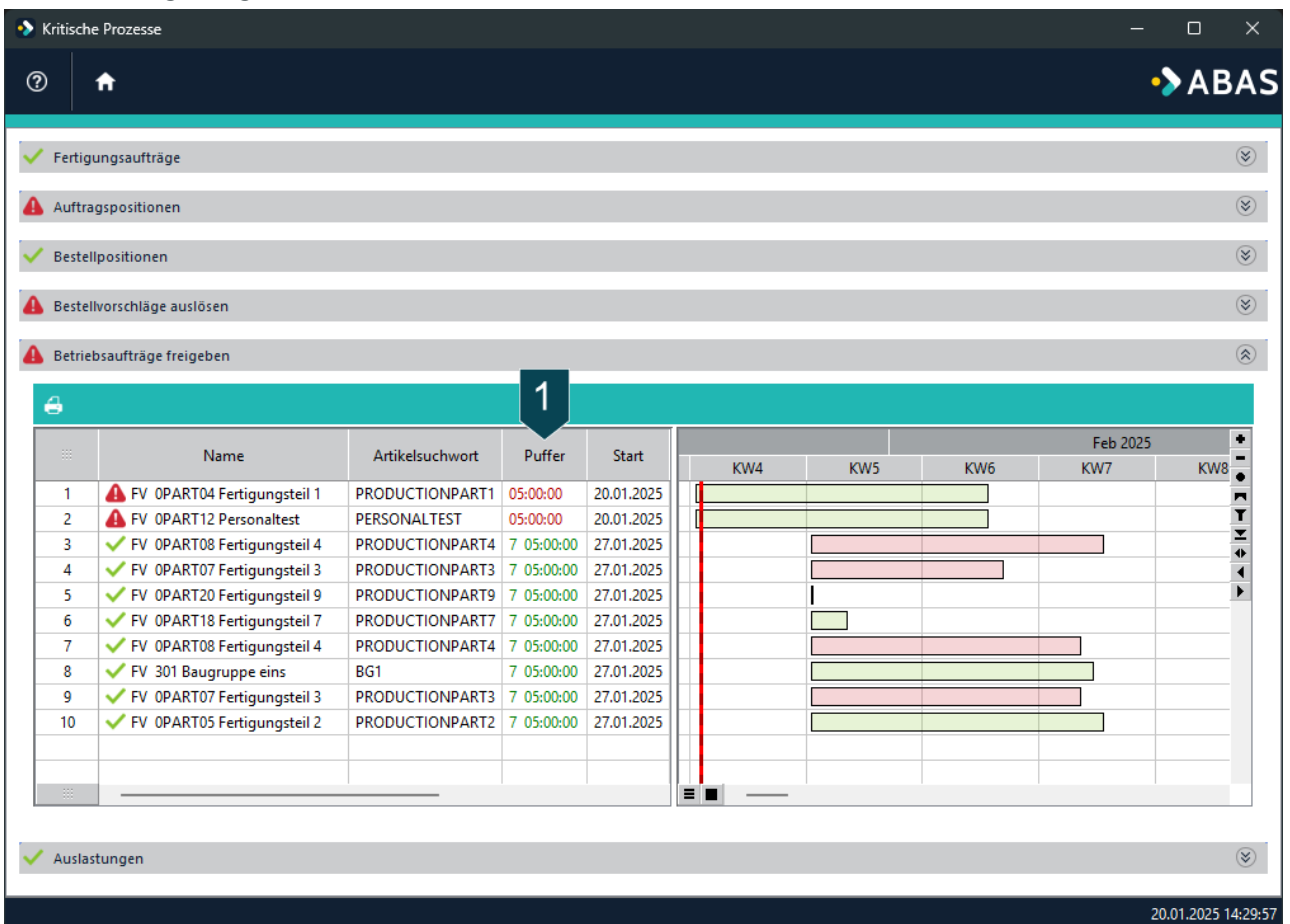 Kritische Prozesse
ABAS
Fertigungsaufträge
Auftragspositionen
Bestellpositionen
Bestellvorschläge auslösen
Betriebsaufträge freigeben
1
Name Artikelsuchwort Puffer Start Feb 2025
KW4 KW5 KW6 KW7 KW8
1 FV 0PART04 Fertigungsteil 1 PRODUCTIONPART1 05:00:00 20.01.2025
2 FV 0PART12 Personaltest PERSONALTEST 05:00:00 20.01.2025
3 FV 0PART08 Fertigungsteil 4 PRODUCTIONPART4 7 05:00:00 27.01.2025
4 FV 0PART07 Fertigungsteil 3 PRODUCTIONPART3 7 05:00:00 27.01.2025
5 FV 0PART20 Fertigungsteil 9 PRODUCTIONPART9 7 05:00:00 27.01.2025
6 FV 0PART18 Fertigungsteil 7 PRODUCTIONPART7 7 05:00:00 27.01.2025
7 FV 0PART08 Fertigungsteil 4 PRODUCTIONPART4 7 05:00:00 27.01.2025
8 FV 301 Baugruppe eins BG1 7 05:00:00 27.01.2025
9 FV 0PART07 Fertigungsteil 3 PRODUCTIONPART3 7 05:00:00 27.01.2025
10 FV 0PART05 Fertigungsteil 2 PRODUCTIONPART2 7 05:00:00 27.01.2025
Auslastungen
20.01.2025 14:29:57